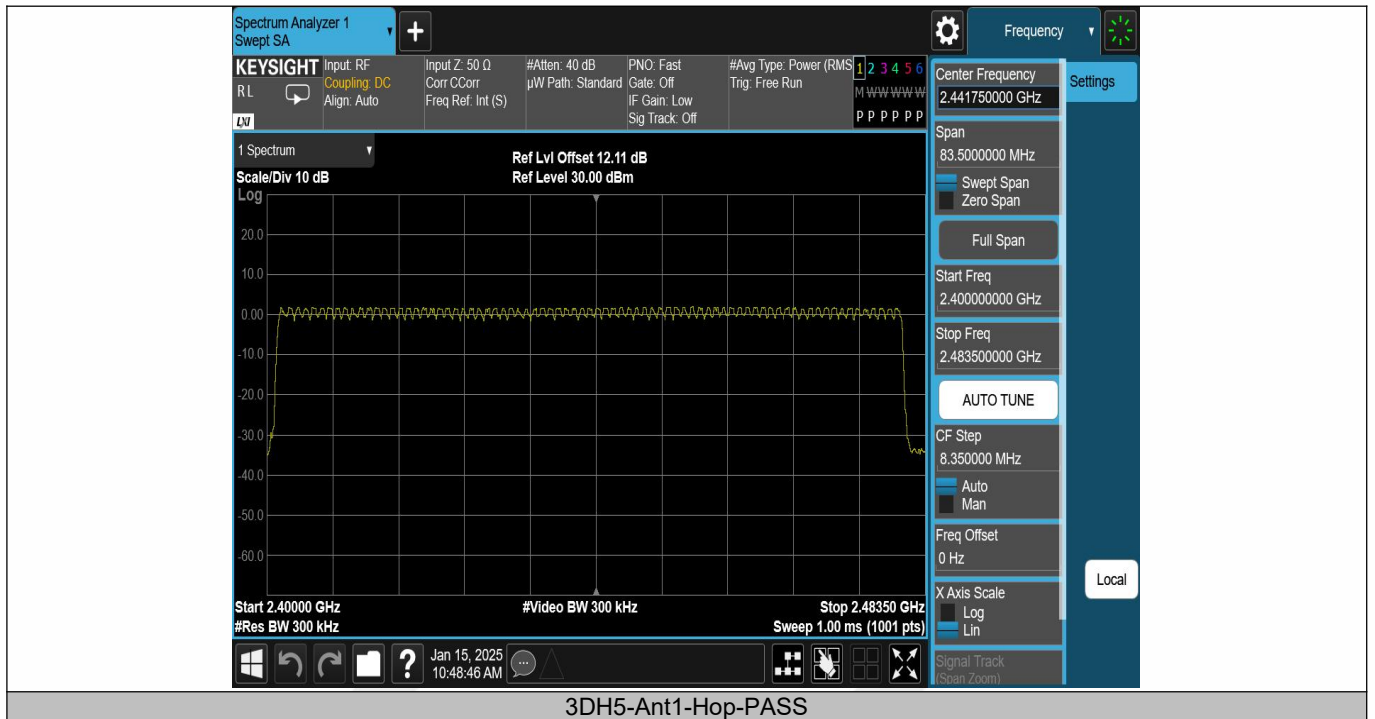 Spectrum Analyzer 1
Swept SA
Frequency
KEYSIGHT
Input: RF
Input Z: 50 Ω
#Atten: 40 dB
PNO: Fast
#Avg Type: Power (RMS
1 2 3 4 5 6
R L
Coupling: DC
Corr CCorr
µW Path: Standard
Gate: Off
Trig: Free Run
M W W W W W
Align: Auto
Freq Ref: Int (S)
IF Gain: Low
LXI
Sig Track: Off
P P P P P P
1 Spectrum
Ref Lvl Offset 12.11 dB
Scale/Div 10 dB
Ref Level 30.00 dBm
Log
20.0
10.0
0.00
-10.0
-20.0
-30.0
-40.0
-50.0
-60.0
Start 2.40000 GHz
#Video BW 300 kHz
Stop 2.48350 GHz
#Res BW 300 kHz
Sweep 1.00 ms (1001 pts)
Center Frequency
2.441750000 GHz
Settings
Span
83.5000000 MHz
Swept Span
Zero Span
Full Span
Start Freq
2.400000000 GHz
Stop Freq
2.483500000 GHz
AUTO TUNE
CF Step
8.350000 MHz
Auto
Man
Freq Offset
0 Hz
Local
X Axis Scale
Log
Lin
Signal Track
(Span Zoom)
?
Jan 15, 2025
10:48:46 AM
3DH5-Ant1-Hop-PASS